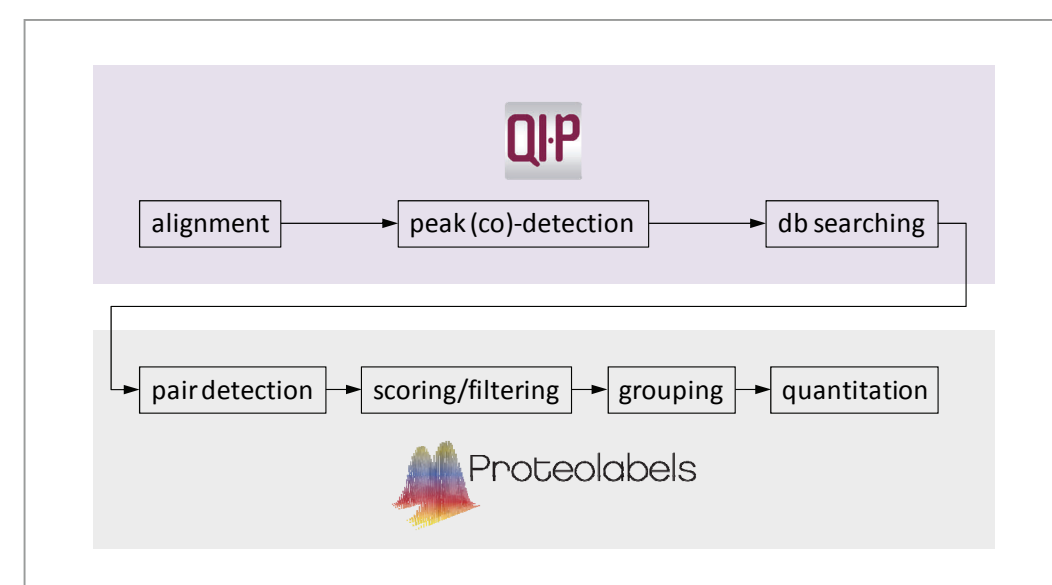 QI·P
alignment
peak (co)-detection
db searching
pair detection
scoring/filtering
grouping
quantitation
Proteolabels